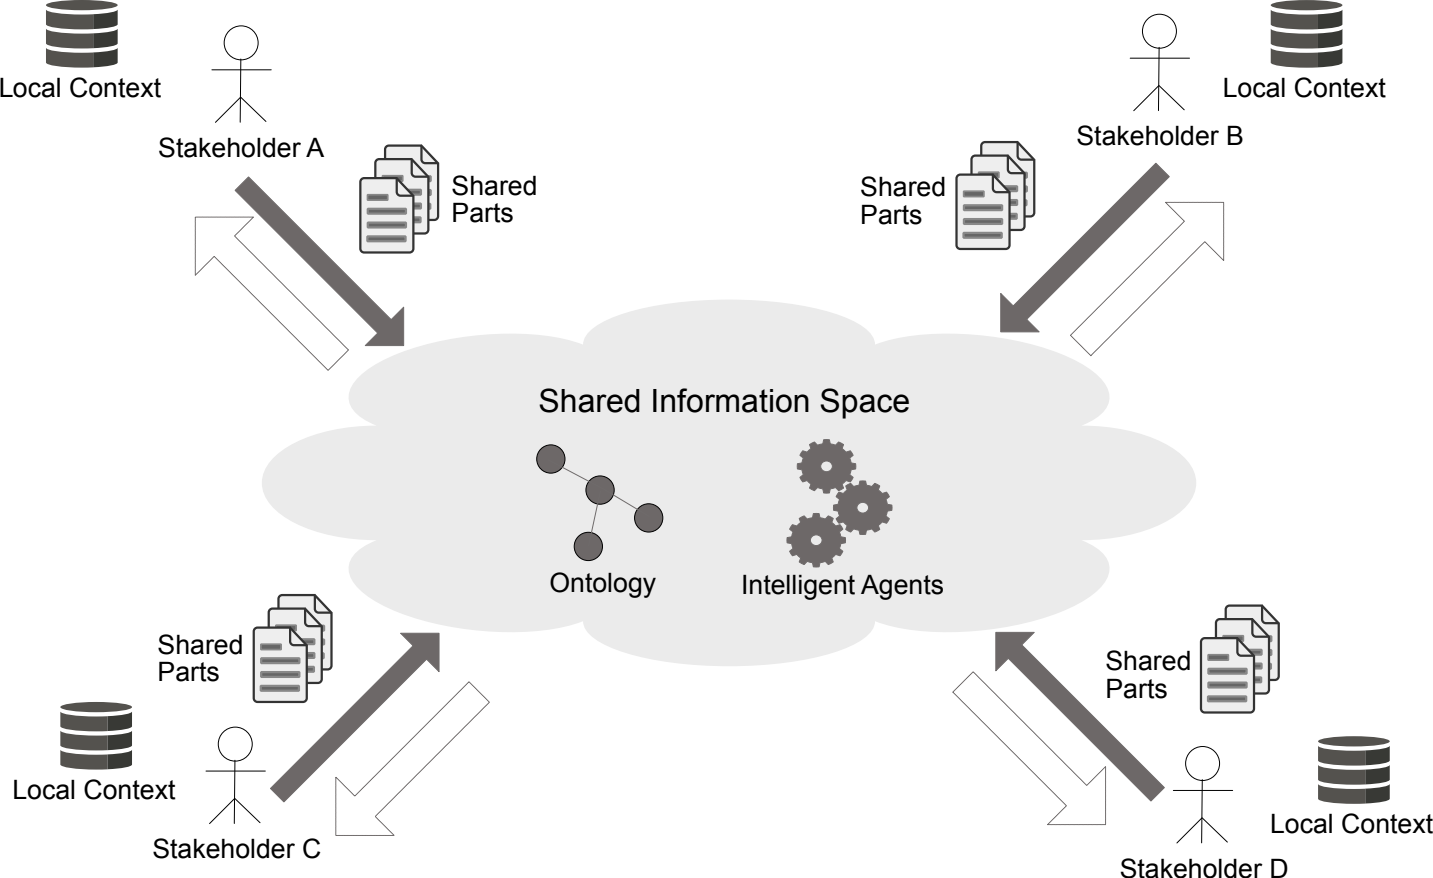 Local Context
Stakeholder A
Shared
Parts
Stakeholder B
Local Context
Shared
Parts
Shared Information Space
Ontology
Intelligent Agents
Shared
Parts
Local Context
Stakeholder C
Shared
Parts
Local Context
Stakeholder D